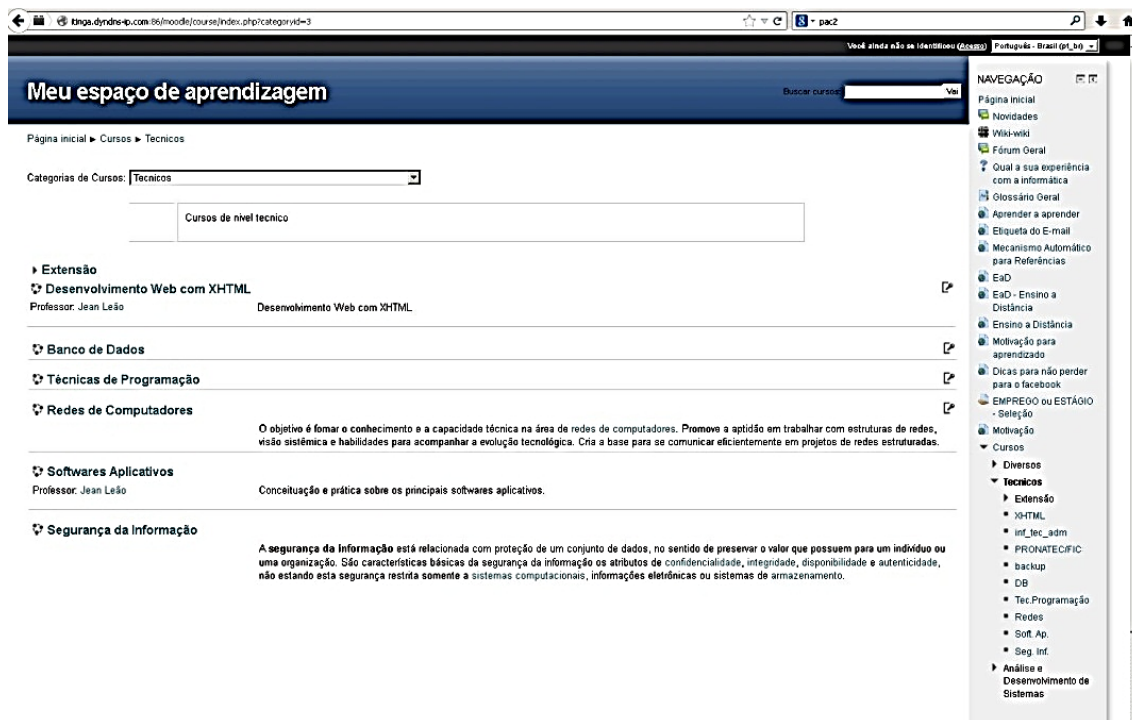 itinga.dyndns-ip.com:86/moodle/course/index.php?categoryid=3
pac2
Você ainda não se identificou (Acesso)
Português - Brasil (pt_br)
Meu espaço de aprendizagem
Buscar cursos:
Vai
Página inicial ► Cursos ► Tecnicos
Categorias de Cursos: Tecnicos
Cursos de nivel tecnico
Extensão
Desenvolvimento Web com XHTML
Professor: Jean Leão
Desenvolvimento Web com XHTML
Banco de Dados
Técnicas de Programação
Redes de Computadores
O objetivo é fomar o conhecimento e a capacidade técnica na área de redes de computadores. Promove a aptidão em trabalhar com estruturas de redes,
visão sistêmica e habilidades para acompanhar a evolução tecnológica. Cria a base para se comunicar eficientemente em projetos de redes estruturadas.
Softwares Aplicativos
Professor: Jean Leão
Conceituação e prática sobre os principais softwares aplicativos.
Segurança da Informação
A segurança da Informação está relacionada com proteção de um conjunto de dados, no sentido de preservar o valor que possuem para um indivíduo ou
uma organização. São características básicas da segurança da informação os atributos de confidencialidade, integridade, disponibilidade e autenticidade,
não estando esta segurança restrita somente a sistemas computacionais, informações eletrônicas ou sistemas de armazenamento.
NAVEGAÇÃO
Página inicial
Novidades
Wiki-wiki
Fórum Geral
Qual a sua experiência
com a informática
Glossário Geral
Aprender a aprender
Etiqueta do E-mail
Mecanismo Automático
para Referências
EaD
EaD - Ensino a
Distância
Ensino a Distância
Motivação para
aprendizado
Dicas para não perder
para o facebook
EMPREGO ou ESTÁGIO
- Seleção
Motivação
Cursos
Diversos
Tecnicos
Extensão
XHTML
inf_tec_adm
PRONATEC/FIC
backup
DB
Tec.Programação
Redes
Soft. Ap.
Seg. Inf.
Análise e
Desenvolvimento de
Sistemas